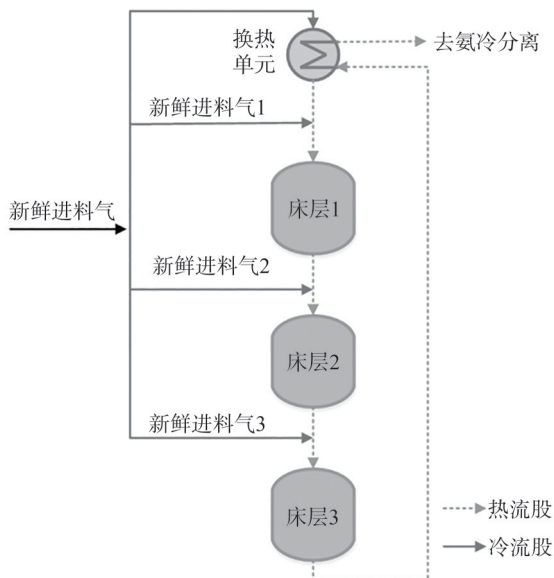 换热
单元
去氨冷分离
新鲜进料气1
新鲜进料气
床层1
新鲜进料气2
床层2
新鲜进料气3
床层3
热流股
冷流股